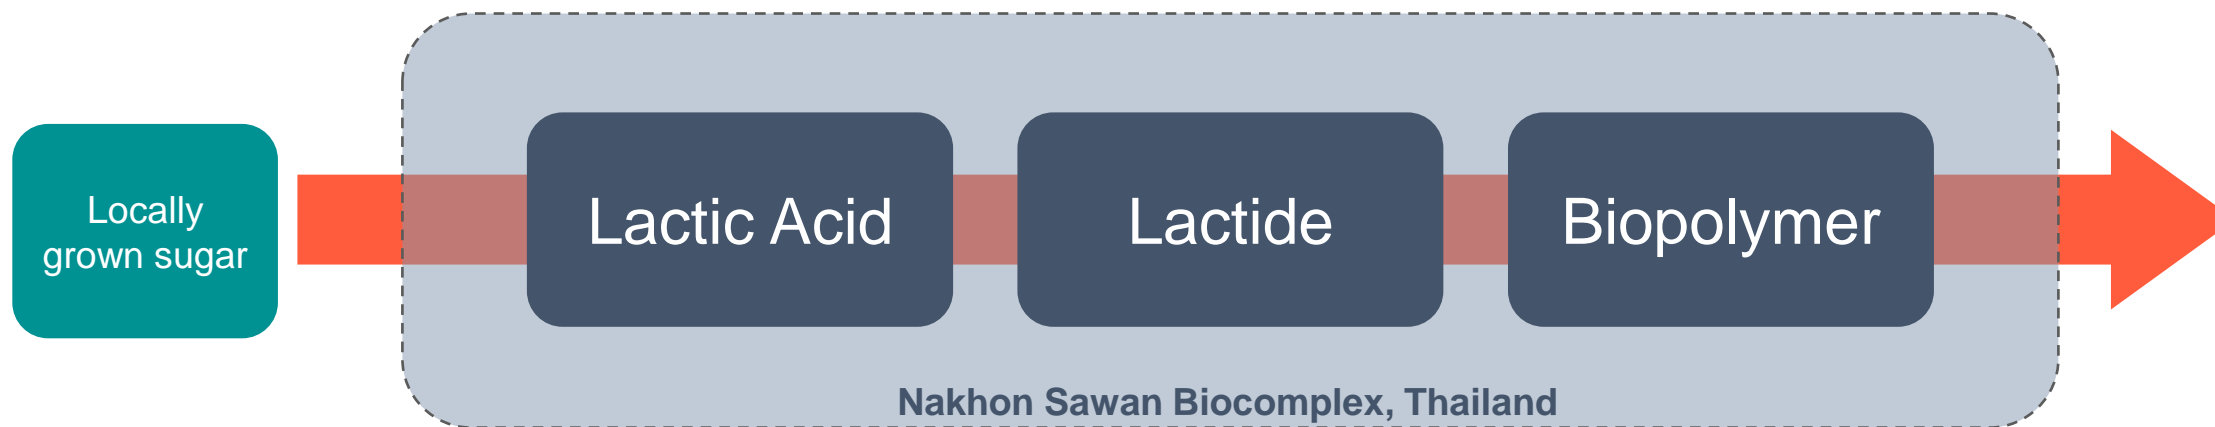 Locally
grown sugar
Lactic Acid
Lactide
Biopolymer
Nakhon Sawan Biocomplex, Thailand